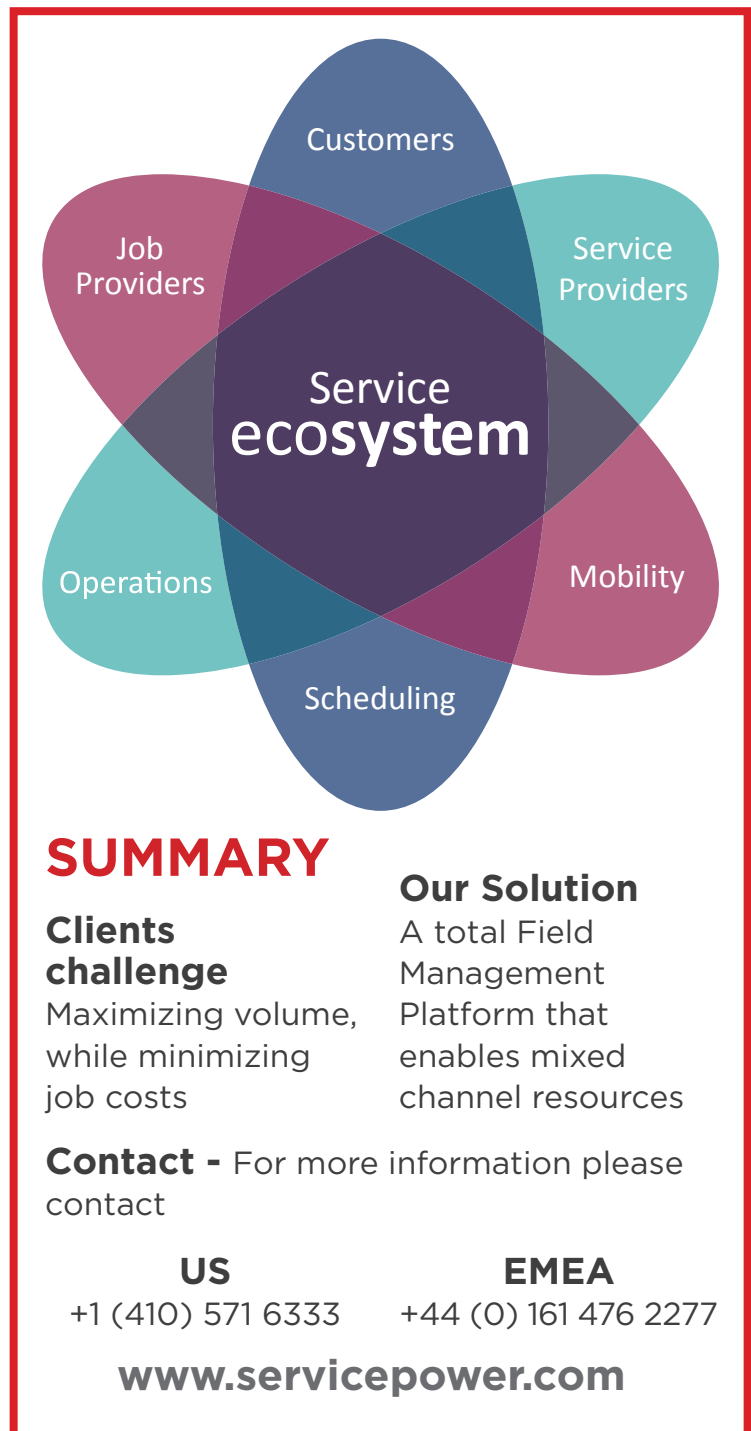 Customers
Job
Providers
Service
Providers
Service
ecosystem
Operations
Mobility
Scheduling
SUMMARY
Clients
challenge
Maximizing volume,
while minimizing
job costs
Our Solution
A total Field
Management
Platform that
enables mixed
channel resources
Contact - For more information please
contact
US
+1 (410) 571 6333
EMEA
+44 (0) 161 476 2277
www.servicepower.com